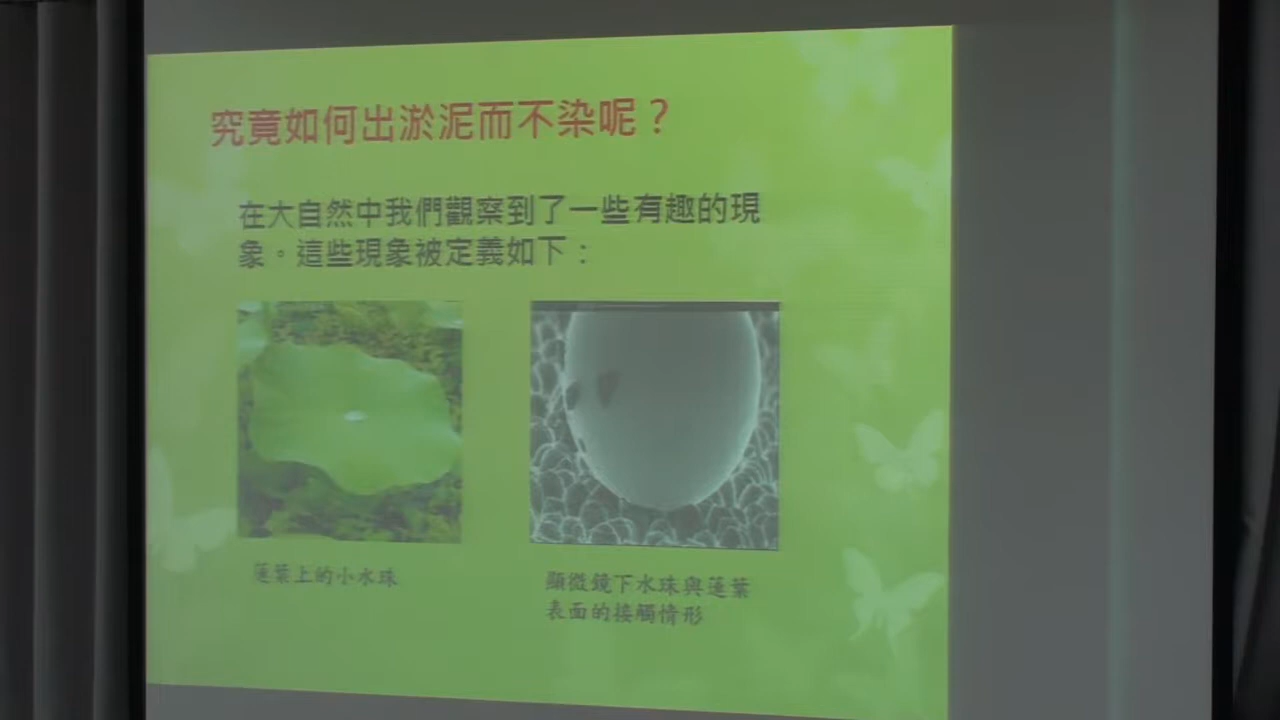 究竟如何出淤泥而不染呢？
在大自然中我們觀察到了一些有趣的現
象。這些現象被定義如下：
蓮葉上的小水珠
顯微鏡下水珠與蓮葉
表面的接觸情形